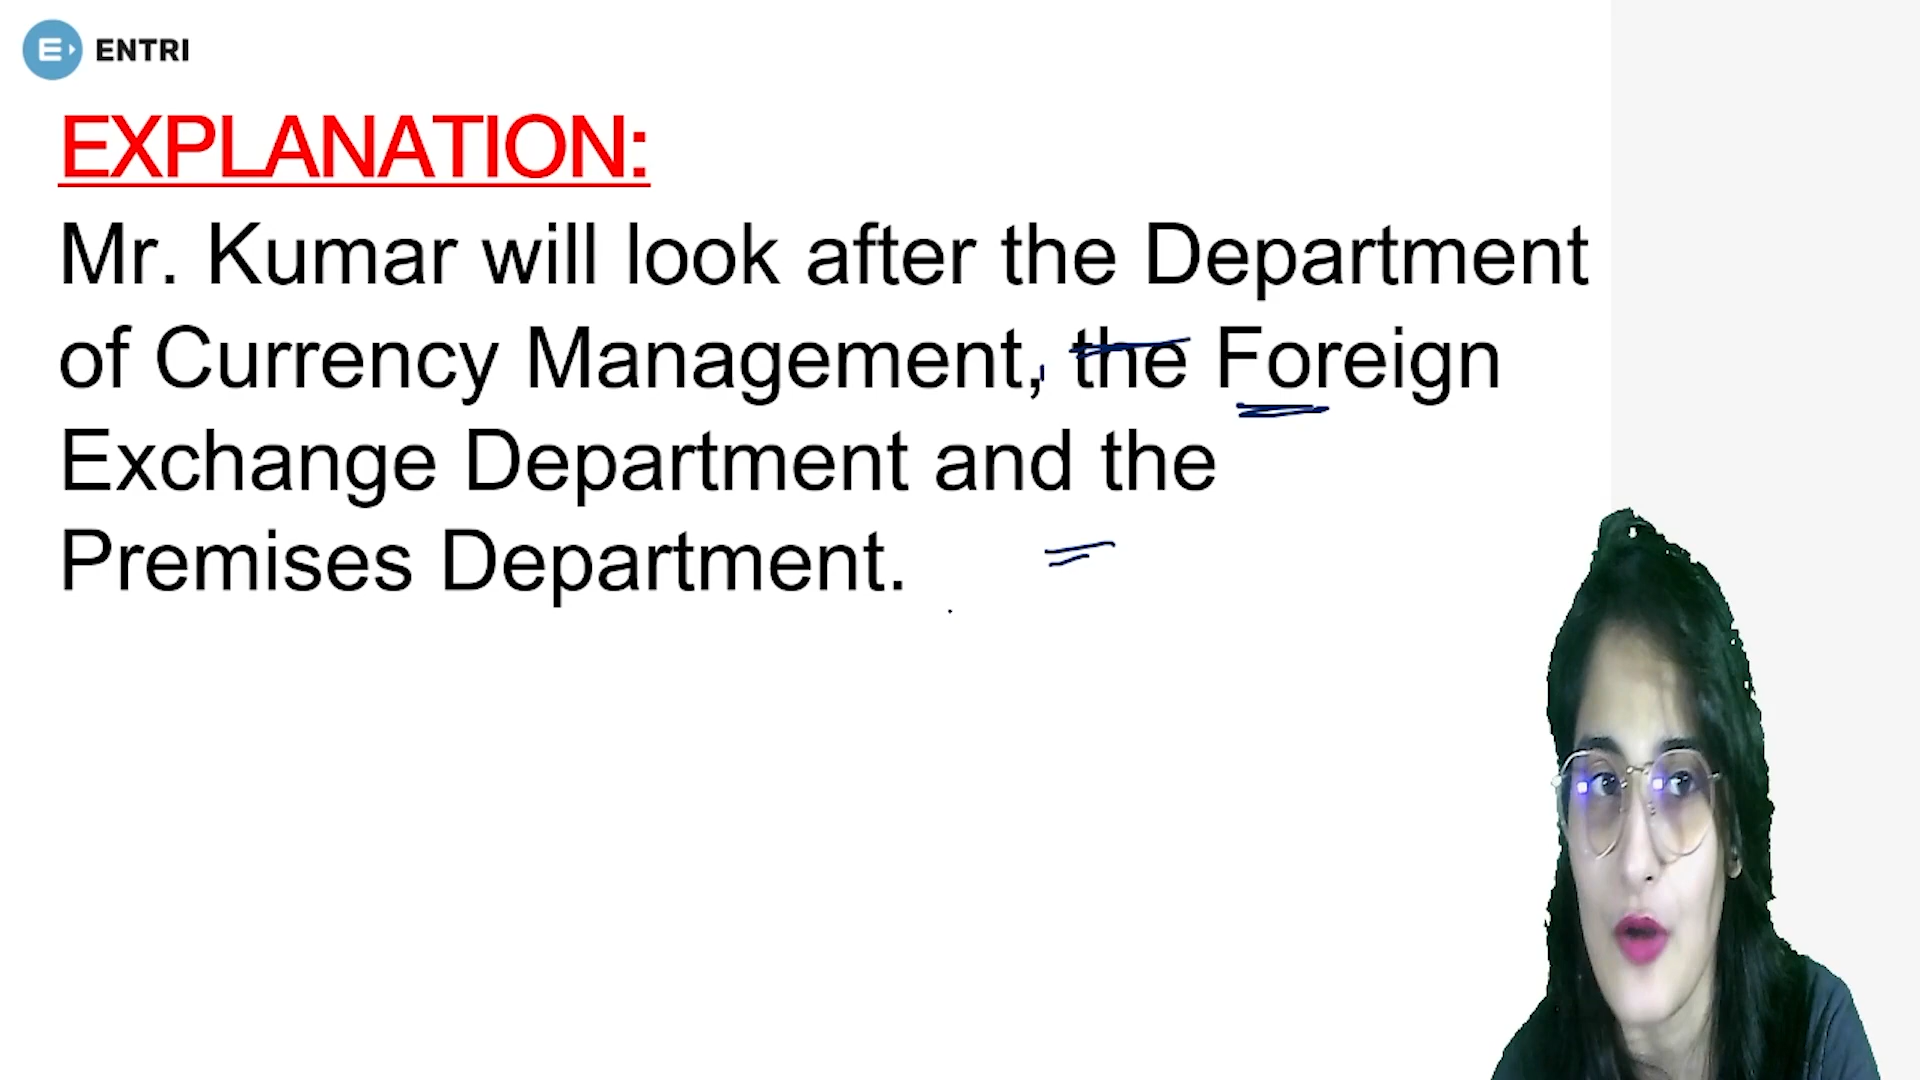 E ENTRI
EXPLANATION:
Mr. Kumar will look after the Department
of Currency Management, the Foreign
Exchange Department and the
Premises Department.